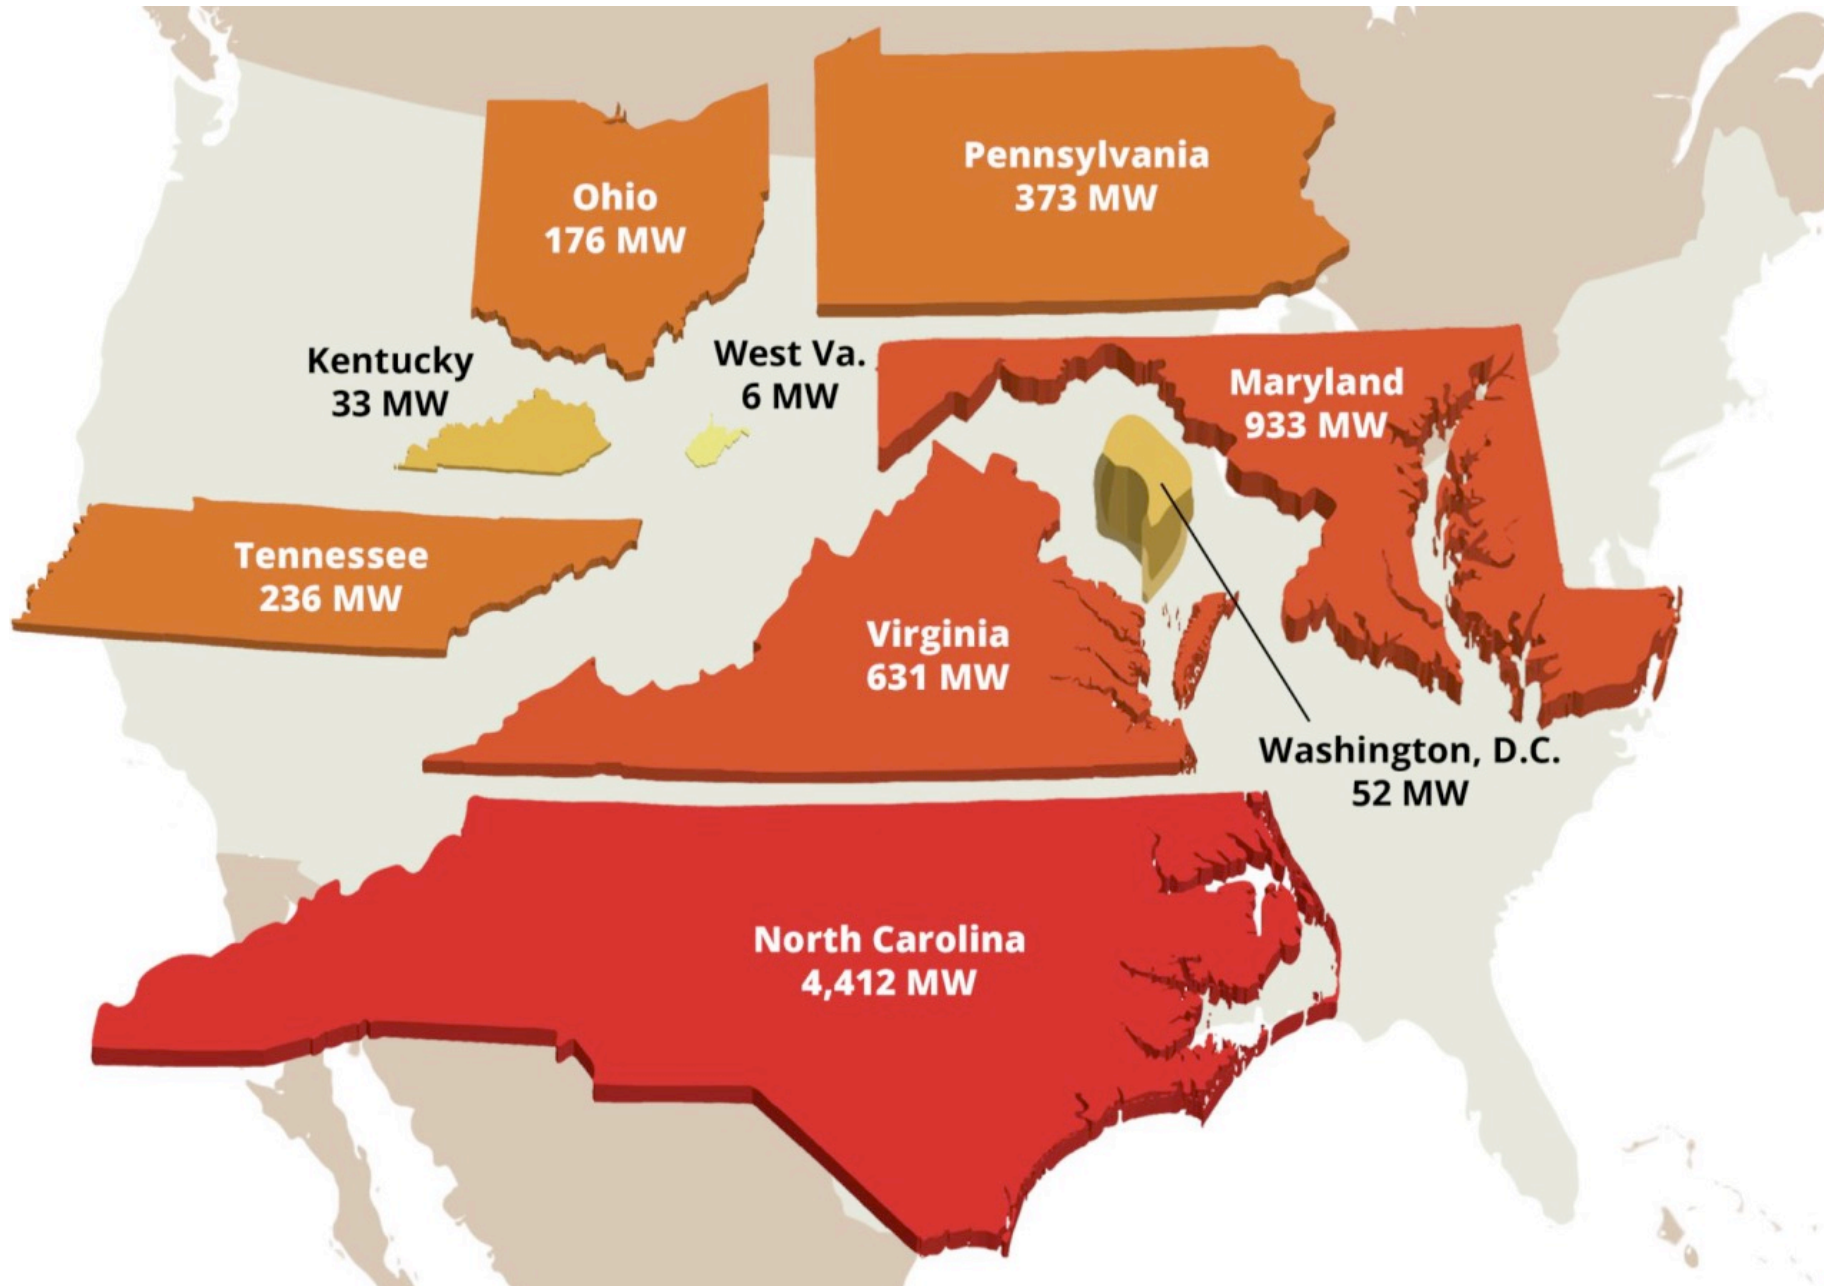 Pennsylvania
373 MW
Ohio
176 MW
Kentucky
33 MW
West Va.
6 MW
Maryland
933 MW
Tennessee
236 MW
Virginia
631 MW
Washington, D.C.
52 MW
North Carolina
4,412 MW